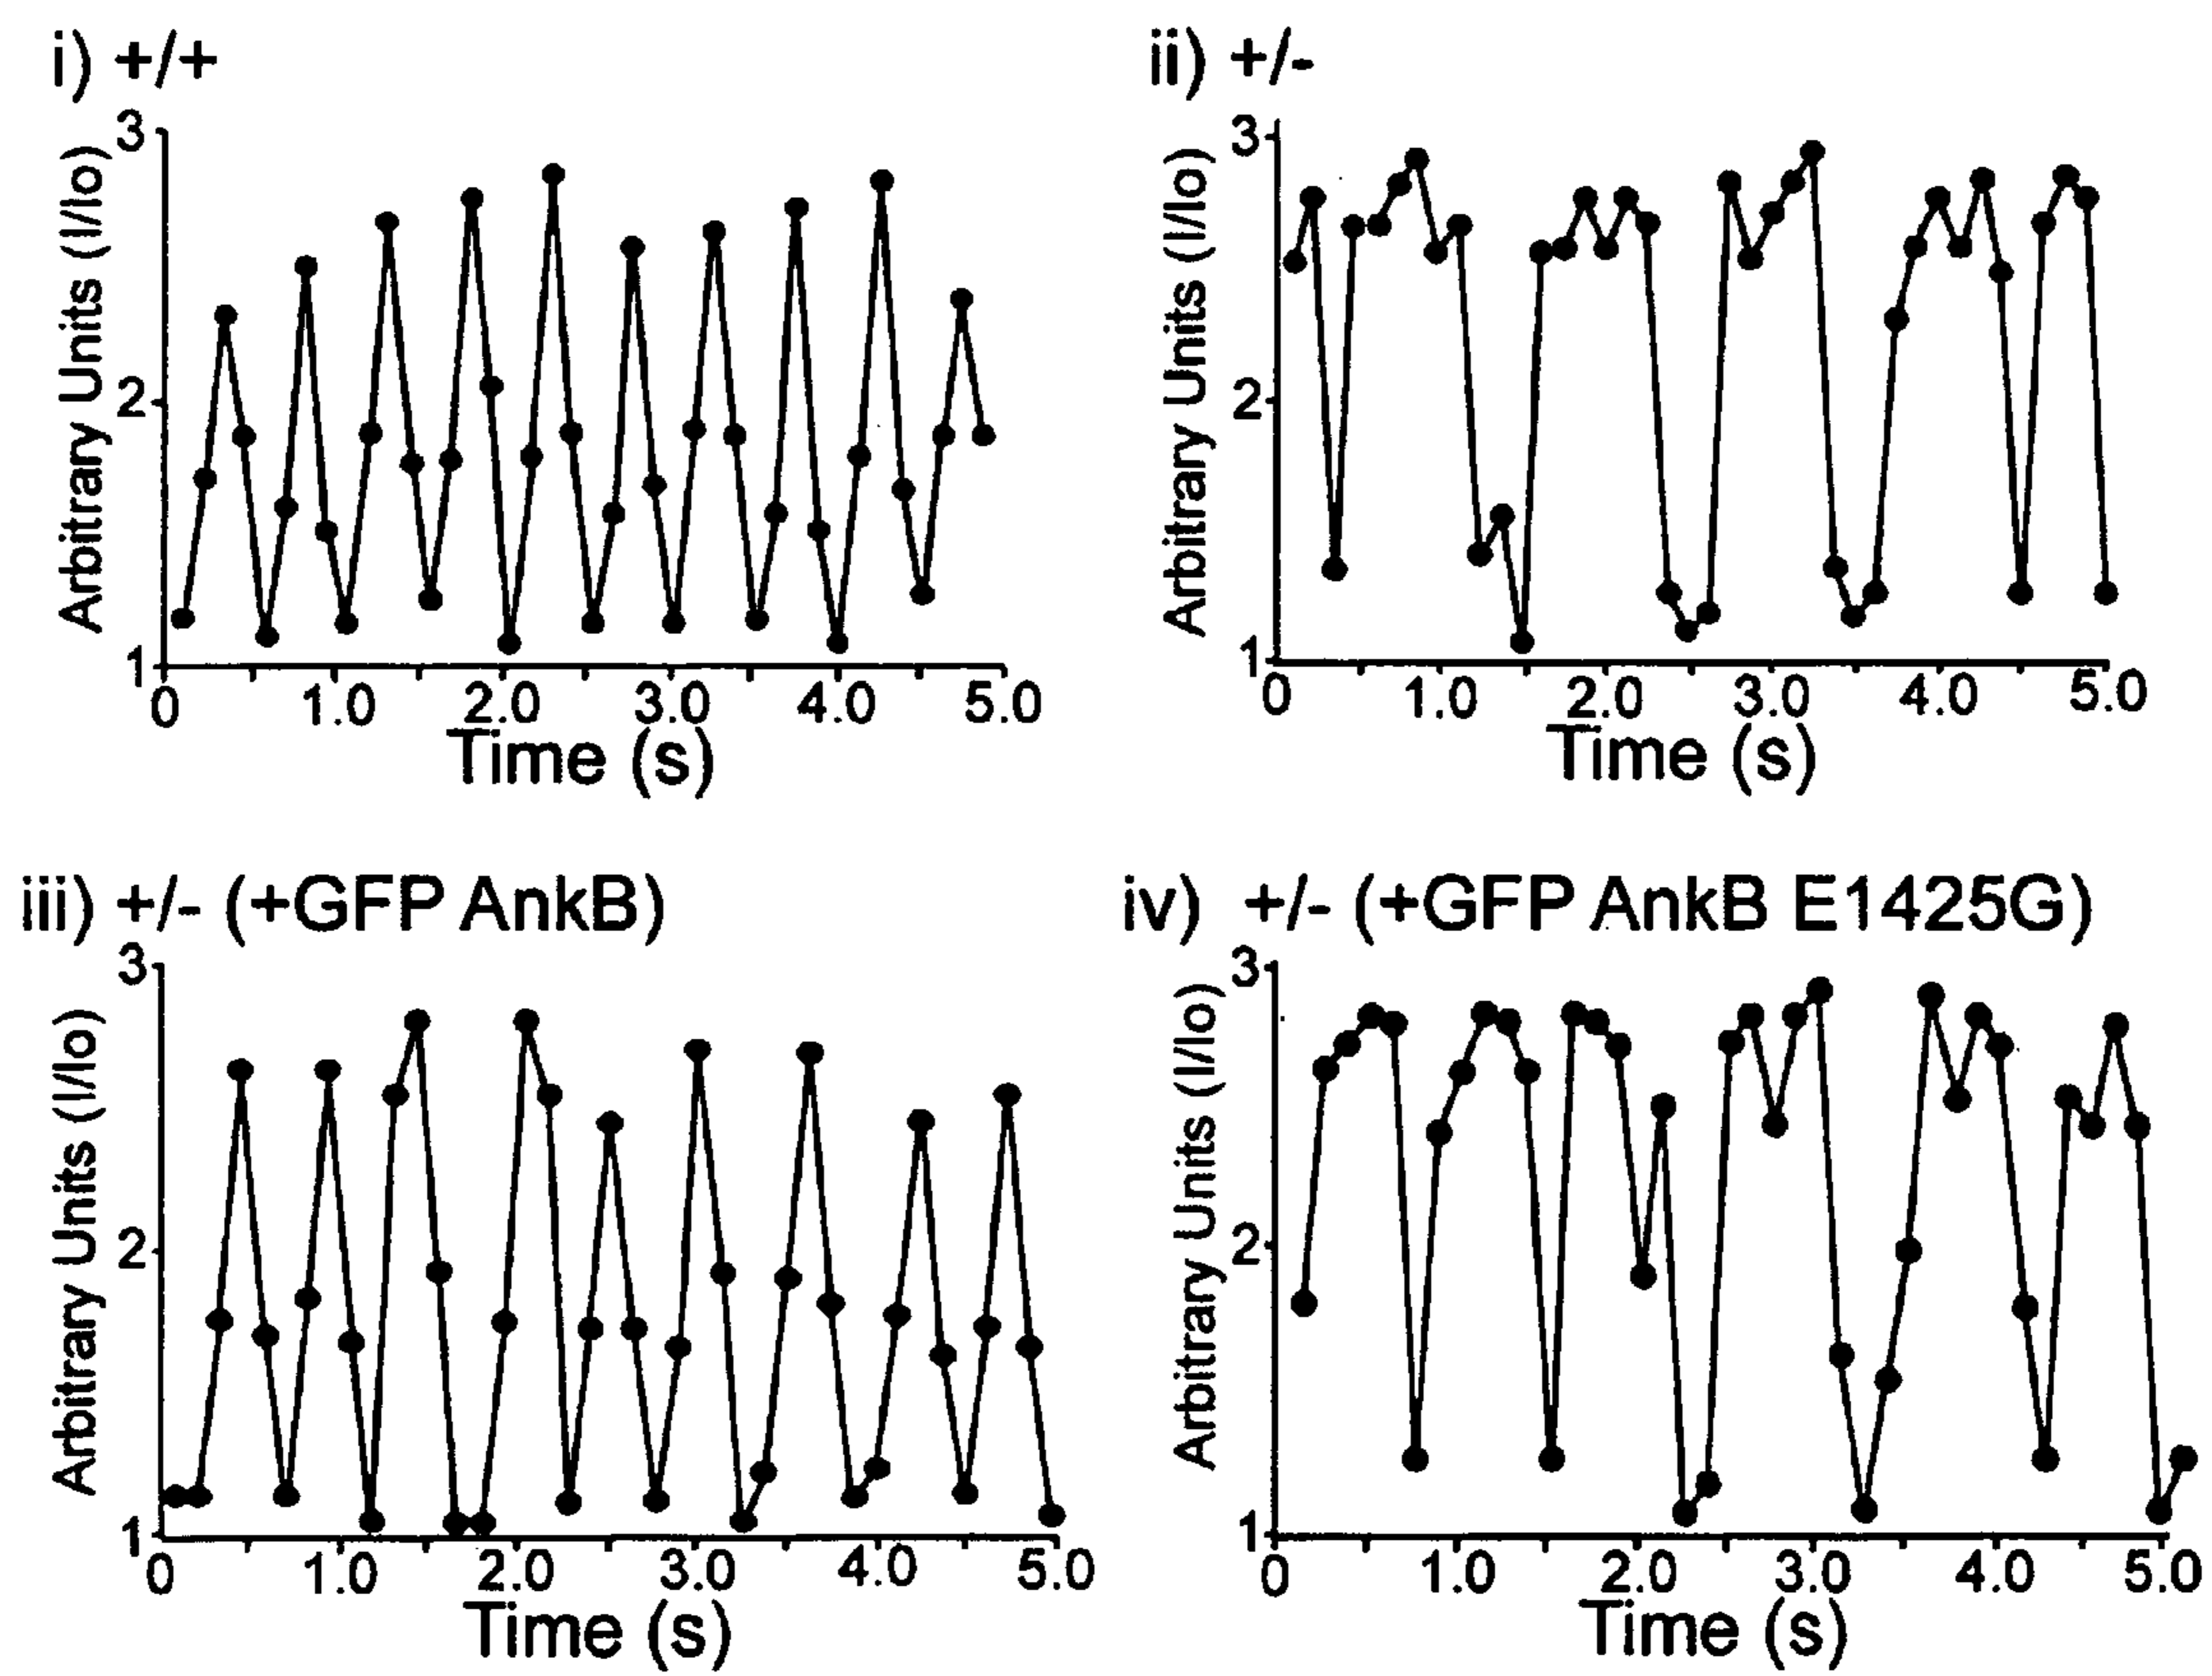 i) +/+
3
2
1
Arbitrary Units (I/Io)
0 1.0 2.0 3.0 4.0 5.0
Time (s)
ii) +/-
3
2
1
Arbitrary Units (I/Io)
0 1.0 2.0 3.0 4.0 5.0
Time (s)
iii) +/- (+GFP AnkB)
3
2
1
Arbitrary Units (I/Io)
0 1.0 2.0 3.0 4.0 5.0
Time (s)
iv) +/- (+GFP AnkB E1425G)
3
2
1
Arbitrary Units (I/Io)
0 1.0 2.0 3.0 4.0 5.0
Time (s)